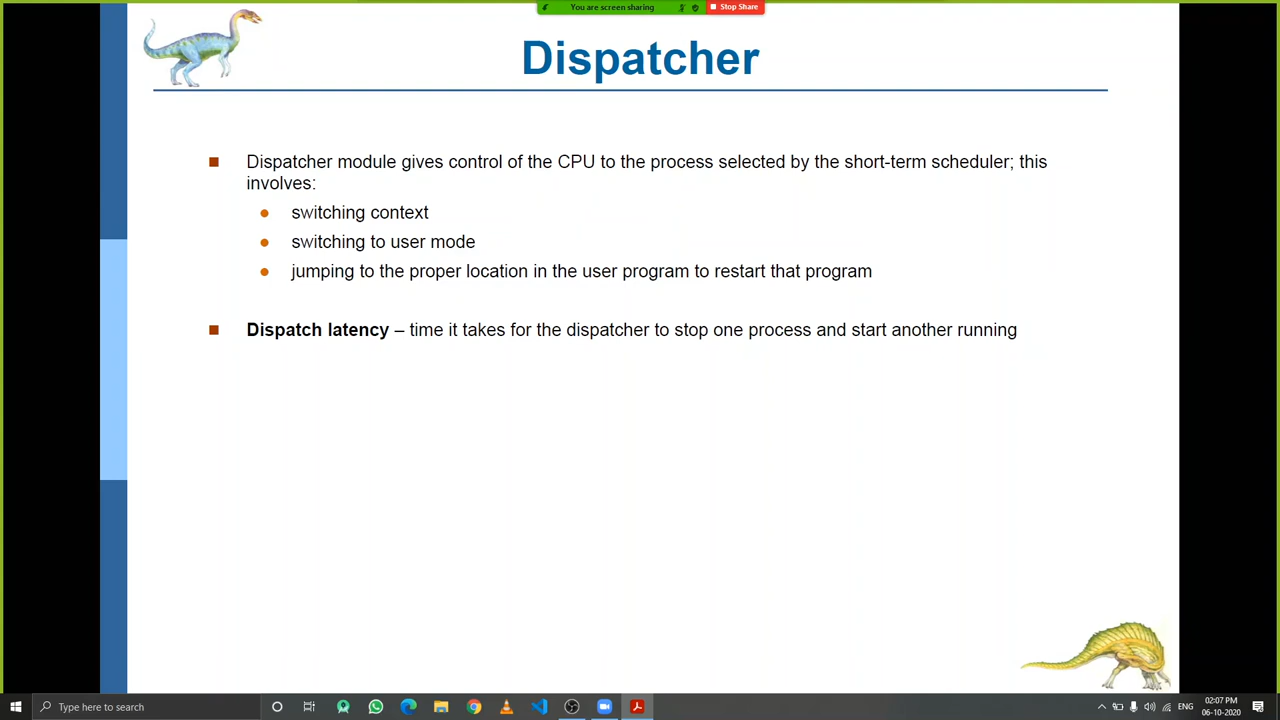 You are screen sharing
Stop Share
Dispatcher
Dispatcher module gives control of the CPU to the process selected by the short-term scheduler; this
involves:
switching context
switching to user mode
jumping to the proper location in the user program to restart that program
Dispatch latency – time it takes for the dispatcher to stop one process and start another running
Type here to search
ENG
02:07 PM
06-10-2020